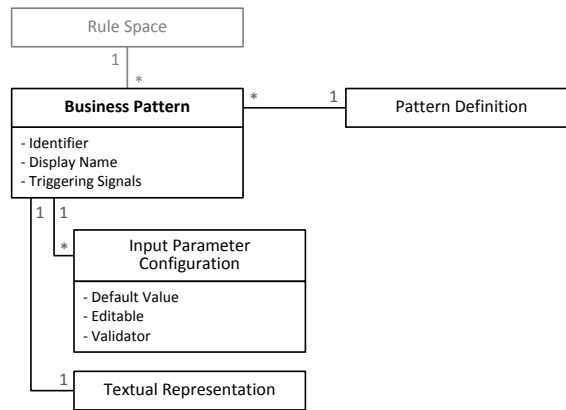 Rule Space
1
*
Business Pattern
* 1
Pattern Definition
- Identifier
- Display Name
- Triggering Signals
1 1
*
Input Parameter
Configuration
- Default Value
- Editable
- Validator
1
Textual Representation